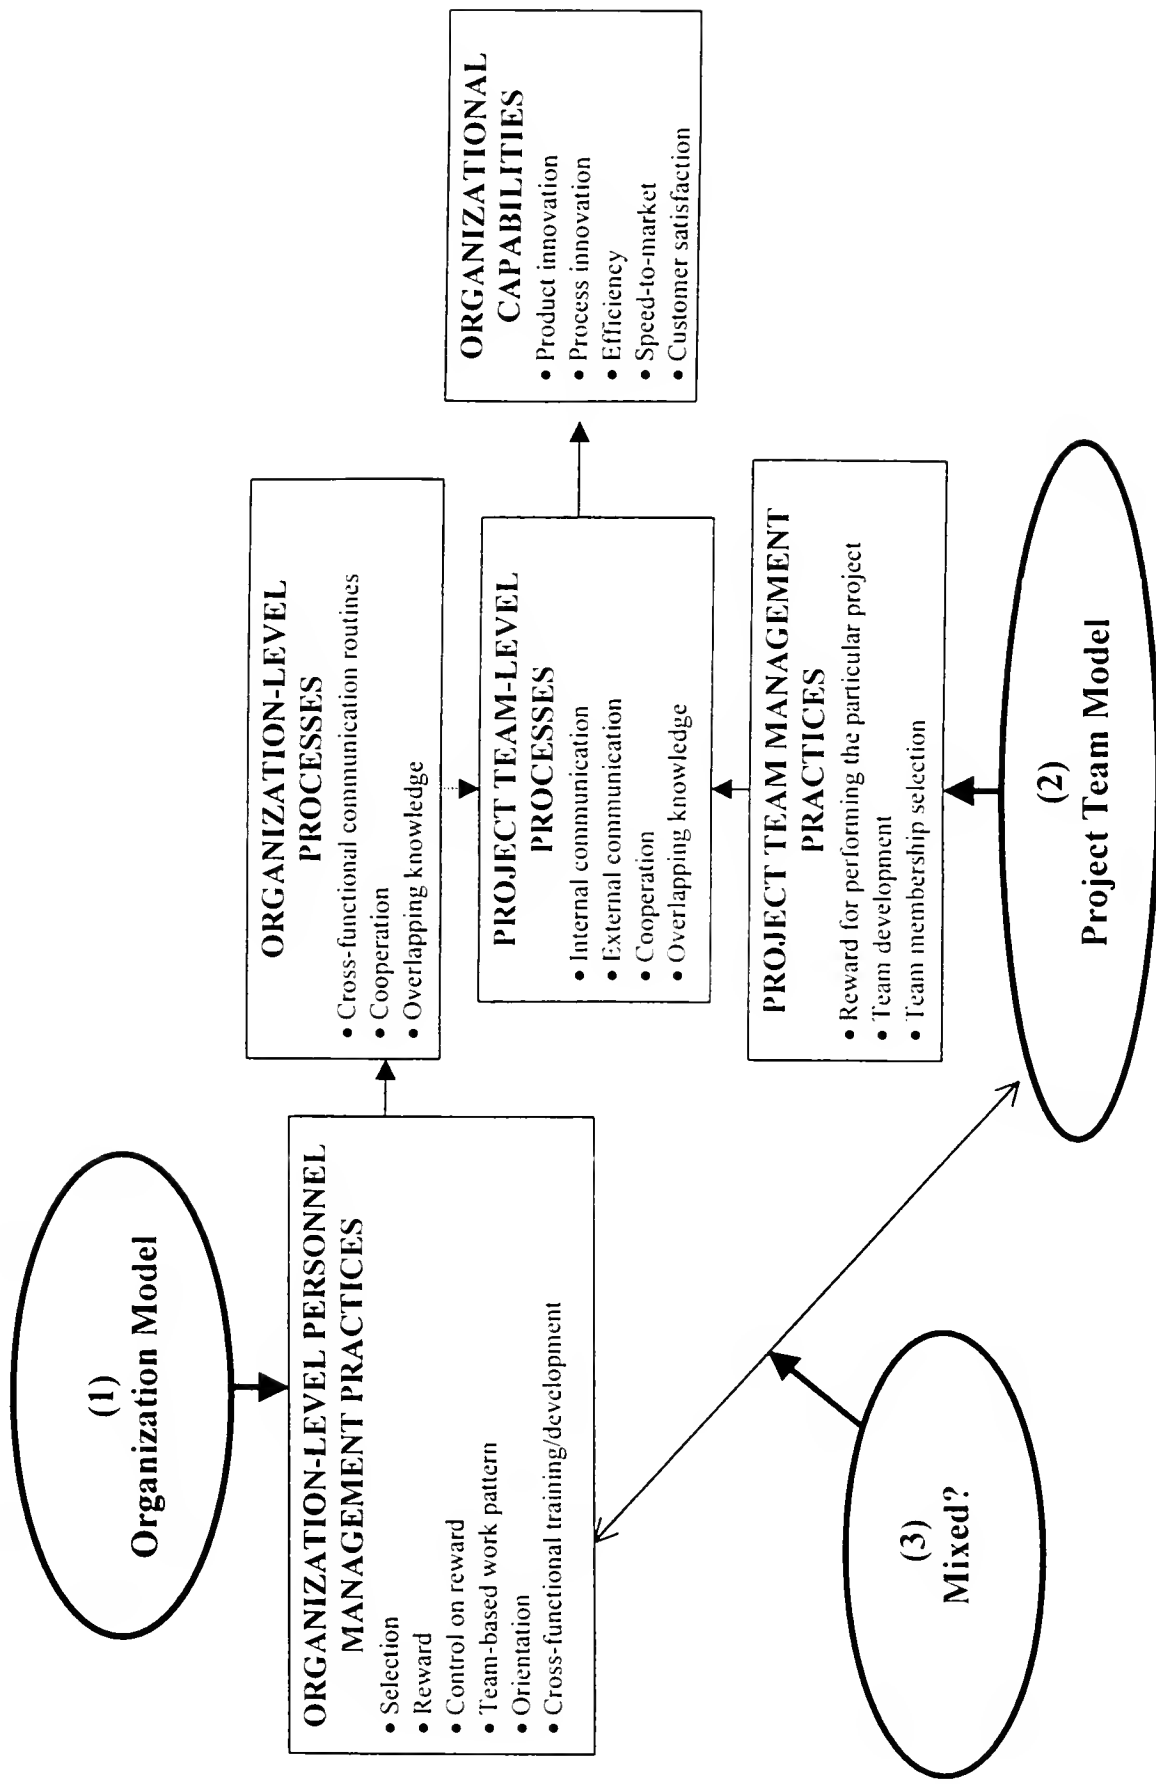 (1)
Organization Model
ORGANIZATION-LEVEL PERSONNEL
MANAGEMENT PRACTICES
• Selection
• Reward
• Control on reward
• Team-based work pattern
• Orientation
• Cross-functional training/development
ORGANIZATION-LEVEL
PROCESSES
• Cross-functional communication routines
• Cooperation
• Overlapping knowledge
PROJECT TEAM-LEVEL
PROCESSES
• Internal communication
• External communication
• Cooperation
• Overlapping knowledge
ORGANIZATIONAL
CAPABILITIES
• Product innovation
• Process innovation
• Efficiency
• Speed-to-market
• Customer satisfaction
PROJECT TEAM MANAGEMENT
PRACTICES
• Reward for performing the particular project
• Team development
• Team membership selection
(3)
Mixed?
(2)
Project Team Model